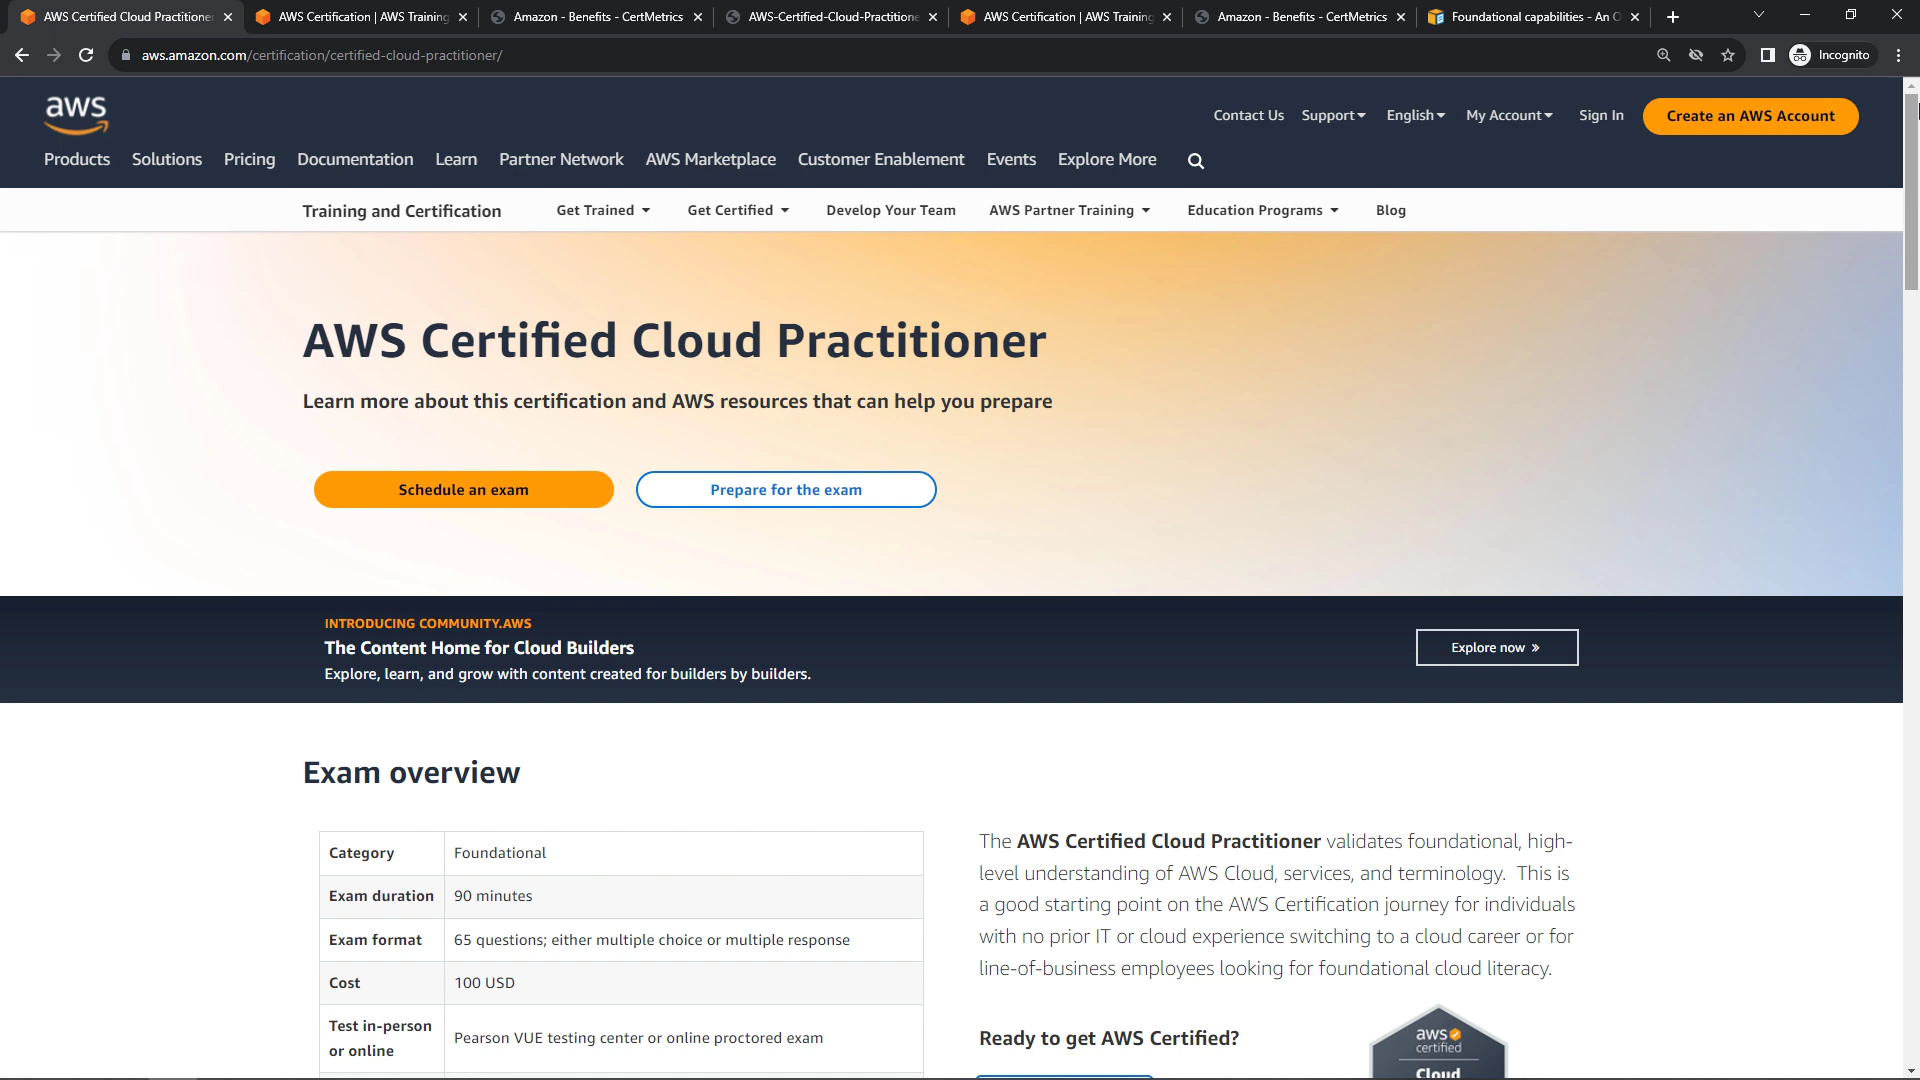 AWS Certified Cloud Practitioner
AWS Certification | AWS Training
Amazon - Benefits - CertMetrics
AWS-Certified-Cloud-Practitione
AWS Certification | AWS Training
Amazon - Benefits - CertMetrics
Foundational capabilities - An O
aws.amazon.com/certification/certified-cloud-practitioner/
Incognito
aws
Contact Us Support English My Account Sign In Create an AWS Account
Products Solutions Pricing Documentation Learn Partner Network AWS Marketplace Customer Enablement Events Explore More
Training and Certification Get Trained Get Certified Develop Your Team AWS Partner Training Education Programs Blog
AWS Certified Cloud Practitioner
Learn more about this certification and AWS resources that can help you prepare
Schedule an exam Prepare for the exam
INTRODUCING COMMUNITY.AWS
The Content Home for Cloud Builders
Explore, learn, and grow with content created for builders by builders.
Explore now »
Exam overview
Category Foundational
Exam duration 90 minutes
Exam format 65 questions; either multiple choice or multiple response
Cost 100 USD
Test in-person
or online
Pearson VUE testing center or online proctored exam
The AWS Certified Cloud Practitioner validates foundational, high-
level understanding of AWS Cloud, services, and terminology. This is
a good starting point on the AWS Certification journey for individuals
with no prior IT or cloud experience switching to a cloud career or for
line-of-business employees looking for foundational cloud literacy.
Ready to get AWS Certified?
aws
certified
Cloud